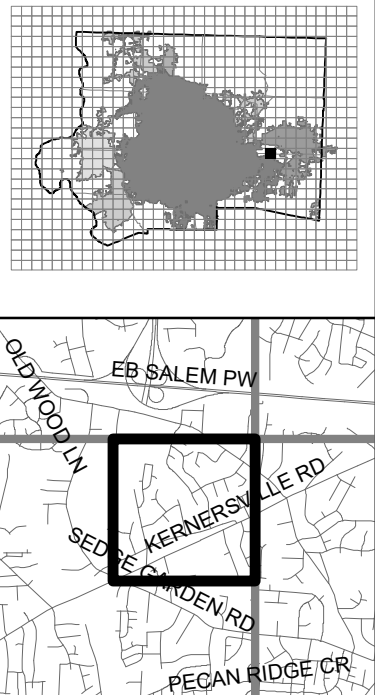 EB SALEM PW
OLD WOOD LN
KERNERSVILLE RD
SEDGE GARDEN RD
PECAN RIDGE CR